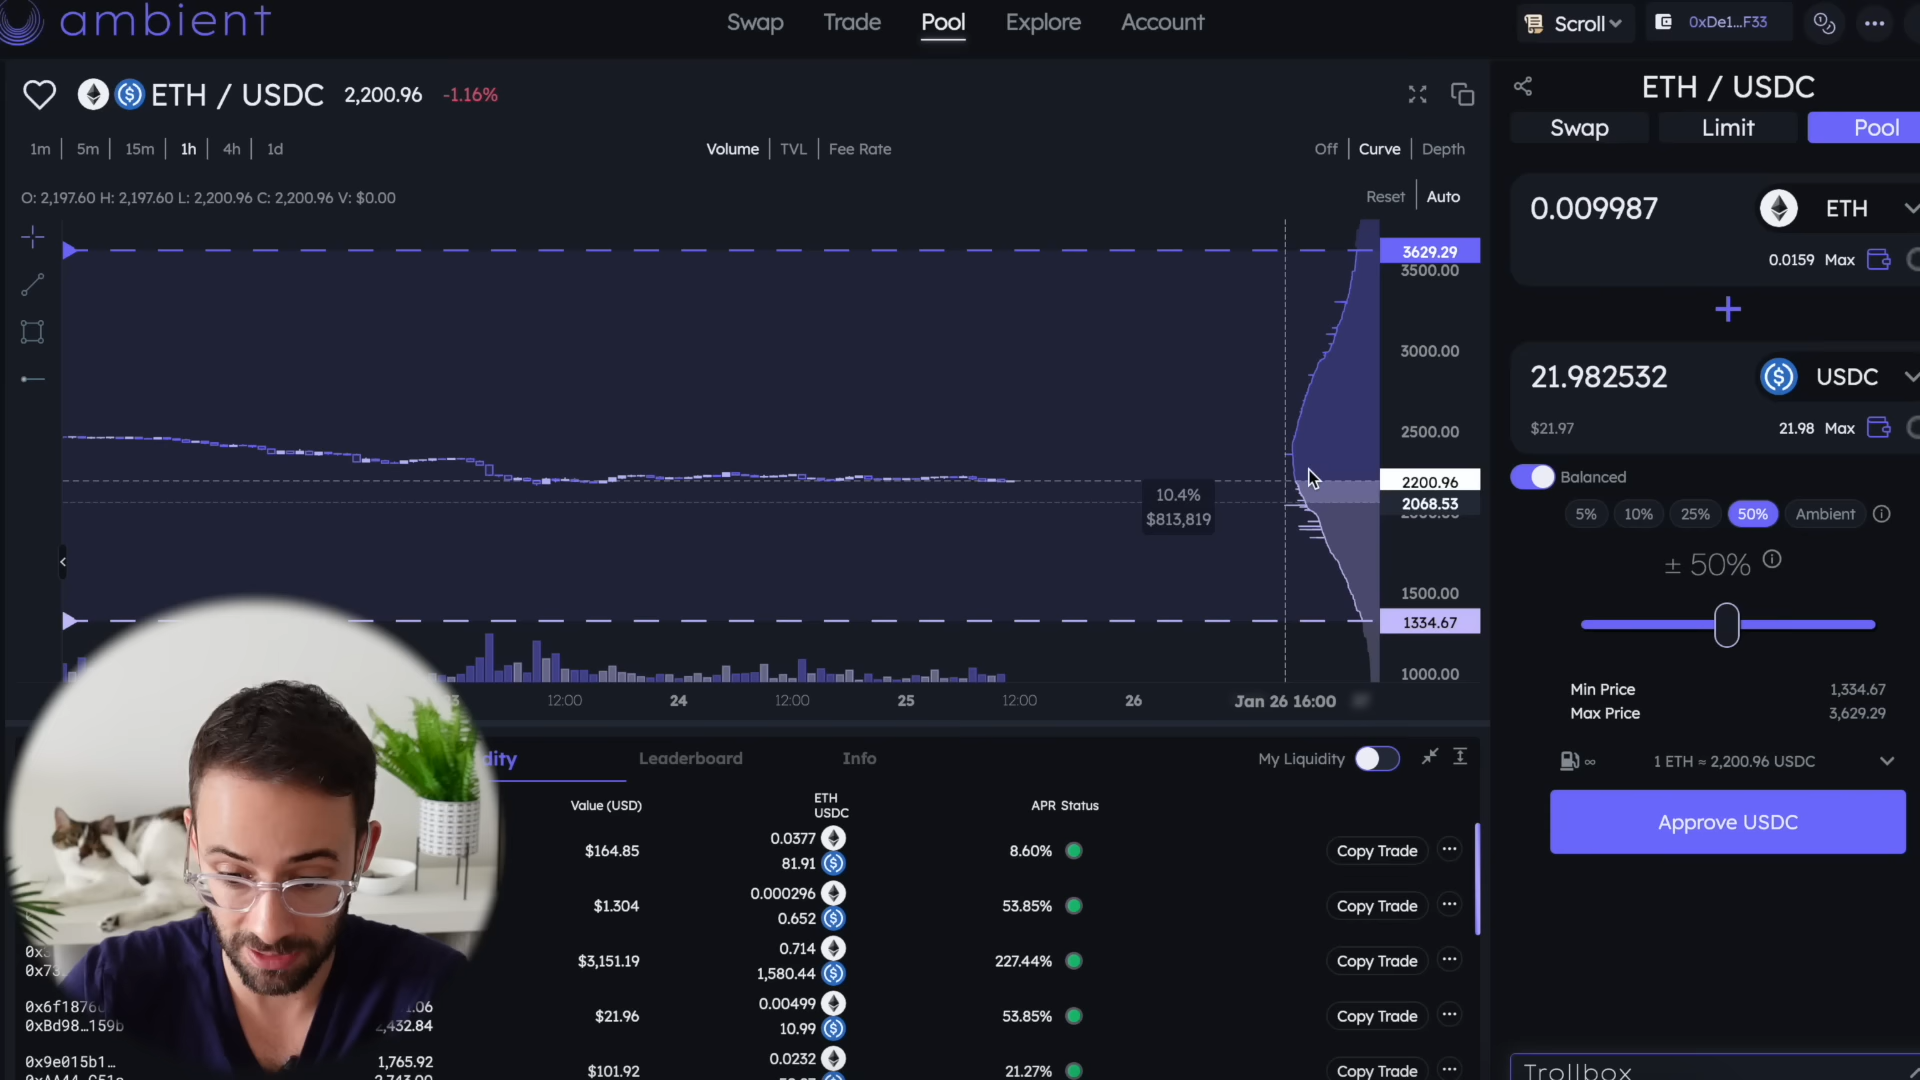 ambient
Swap Trade Pool Explore Account
Scroll
0xDe1...F33
ETH / USDC 2,200.96 -1.16%
1m 5m 15m 1h 4h 1d
Volume TVL Fee Rate
Off Curve Depth
O: 2,197.60 H: 2,197.60 L: 2,200.96 C: 2,200.96 V: $0.00
Reset Auto
3629.29
3500.00
3000.00
2500.00
2200.96
2068.53
1500.00
1334.67
1000.00
10.4%
$813,819
12:00 24 12:00 25 12:00 26 Jan 26 16:00
ETH / USDC
Swap Limit Pool
0.009987 ETH
0.0159 Max
+
21.982532 USDC
$21.97 21.98 Max
Balanced
5% 10% 25% 50% Ambient
± 50%
Min Price 1,334.67
Max Price 3,629.29
∞ 1 ETH ≈ 2,200.96 USDC
Approve USDC
Trollbox
dity Leaderboard Info
My Liquidity
Value (USD) ETH
USDC
APR Status
$164.85 0.0377
81.91
8.60% Copy Trade
$1.304 0.000296
0.652
53.85% Copy Trade
$3,151.19 0.714
1,580.44
227.44% Copy Trade
0x6f1876
0xBd98...159b 2,432.84
$21.96 0.00499
10.99
53.85% Copy Trade
0x9e015b1... 1,765.92
$101.92 0.0232
21.27% Copy Trade